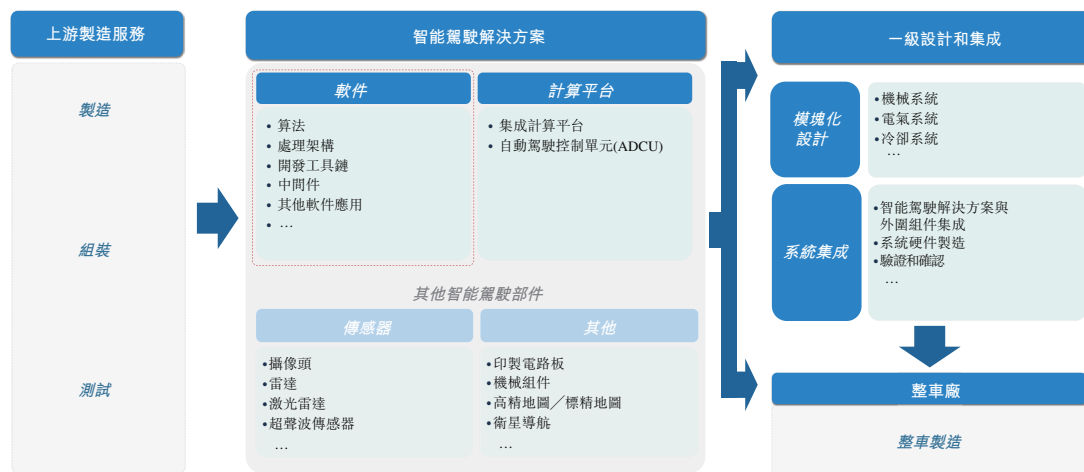 上游製造服務
製造
組裝
測試
智能駕駛解決方案
軟件
• 算法
• 處理架構
• 開發工具鏈
• 中間件
• 其他軟件應用
• …
計算平台
• 集成計算平台
• 自動駕駛控制單元(ADCU)
其他智能駕駛部件
傳感器
•攝像頭
•雷達
•激光雷達
•超聲波傳感器
…
其他
•印製電路板
•機械組件
•高精地圖／標精地圖
•衛星導航
…
一級設計和集成
模塊化
設計
•機械系統
•電氣系統
•冷卻系統
…
系統集成
•智能駕駛解決方案與
外圍組件集成
•系統硬件製造
•驗證和確認
…
整車廠
整車製造